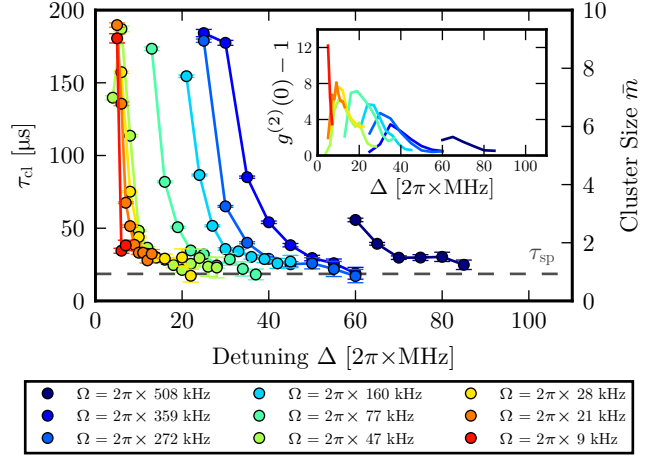 200
150
100
50
0
τcl [µs]
0 20 40 60 80 100
Detuning Δ [2π×MHz]
10
8
6
4
2
0
Cluster Size m̄
τsp
12
8
4
0
g(2)(0) − 1
0 20 40 60 80 100
Δ [2π×MHz]
Ω = 2π× 508 kHz
Ω = 2π× 359 kHz
Ω = 2π× 272 kHz
Ω = 2π× 160 kHz
Ω = 2π× 77 kHz
Ω = 2π× 47 kHz
Ω = 2π× 28 kHz
Ω = 2π× 21 kHz
Ω = 2π× 9 kHz